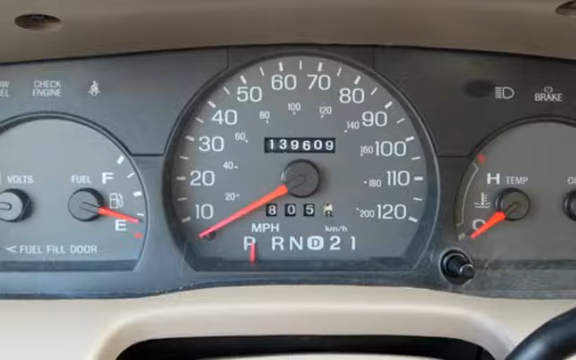 CHECK
ENGINE
BRAKE
10
20
30
40
50
60
70
80
90
100
110
120
20
40
60
80
100
120
140
160
180
200
139609
805
MPH
km/h
P R N D 2 1
VOLTS
FUEL
F
E
< FUEL FILL DOOR
H
TEMP